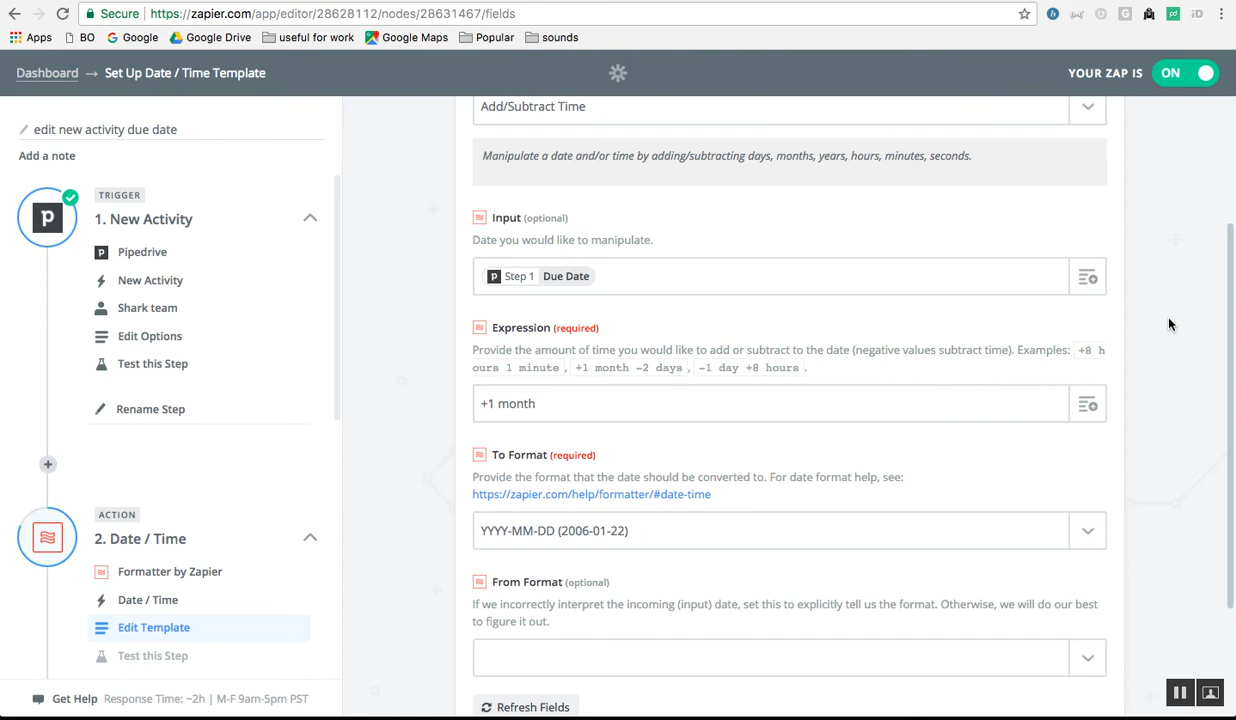 Secure
https://zapier.com/app/editor/28628112/nodes/28631467/fields
Apps BO Google Google Drive useful for work Google Maps Popular sounds
Dashboard → Set Up Date / Time Template
YOUR ZAP IS ON
edit new activity due date
Add a note
TRIGGER
1. New Activity
Pipedrive
New Activity
Shark team
Edit Options
Test this Step
Rename Step
ACTION
2. Date / Time
Formatter by Zapier
Date / Time
Edit Template
Test this Step
Get Help Response Time: ~2h | M-F 9am-5pm PST
Add/Subtract Time
Manipulate a date and/or time by adding/subtracting days, months, years, hours, minutes, seconds.
Input (optional)
Date you would like to manipulate.
Step 1 Due Date
Expression (required)
Provide the amount of time you would like to add or subtract to the date (negative values subtract time). Examples: +8 h
ours 1 minute , +1 month -2 days , -1 day +8 hours .
+1 month
To Format (required)
Provide the format that the date should be converted to. For date format help, see:
https://zapier.com/help/formatter/#date-time
YYYY-MM-DD (2006-01-22)
From Format (optional)
If we incorrectly interpret the incoming (input) date, set this to explicitly tell us the format. Otherwise, we will do our best
to figure it out.
Refresh Fields